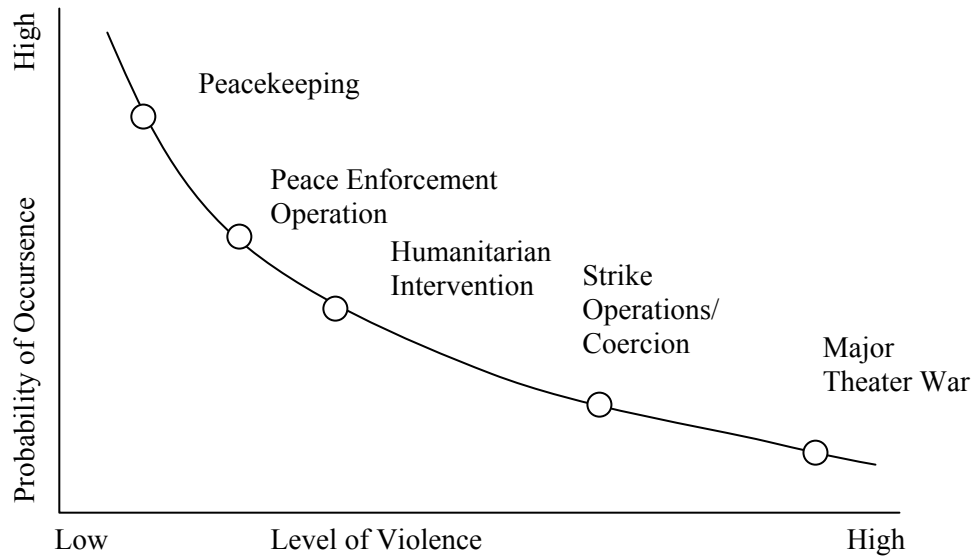 High
Probability of Occursence
Peacekeeping
Peace Enforcement
Operation
Humanitarian
Intervention
Strike
Operations/
Coercion
Major
Theater War
Low
Level of Violence
High